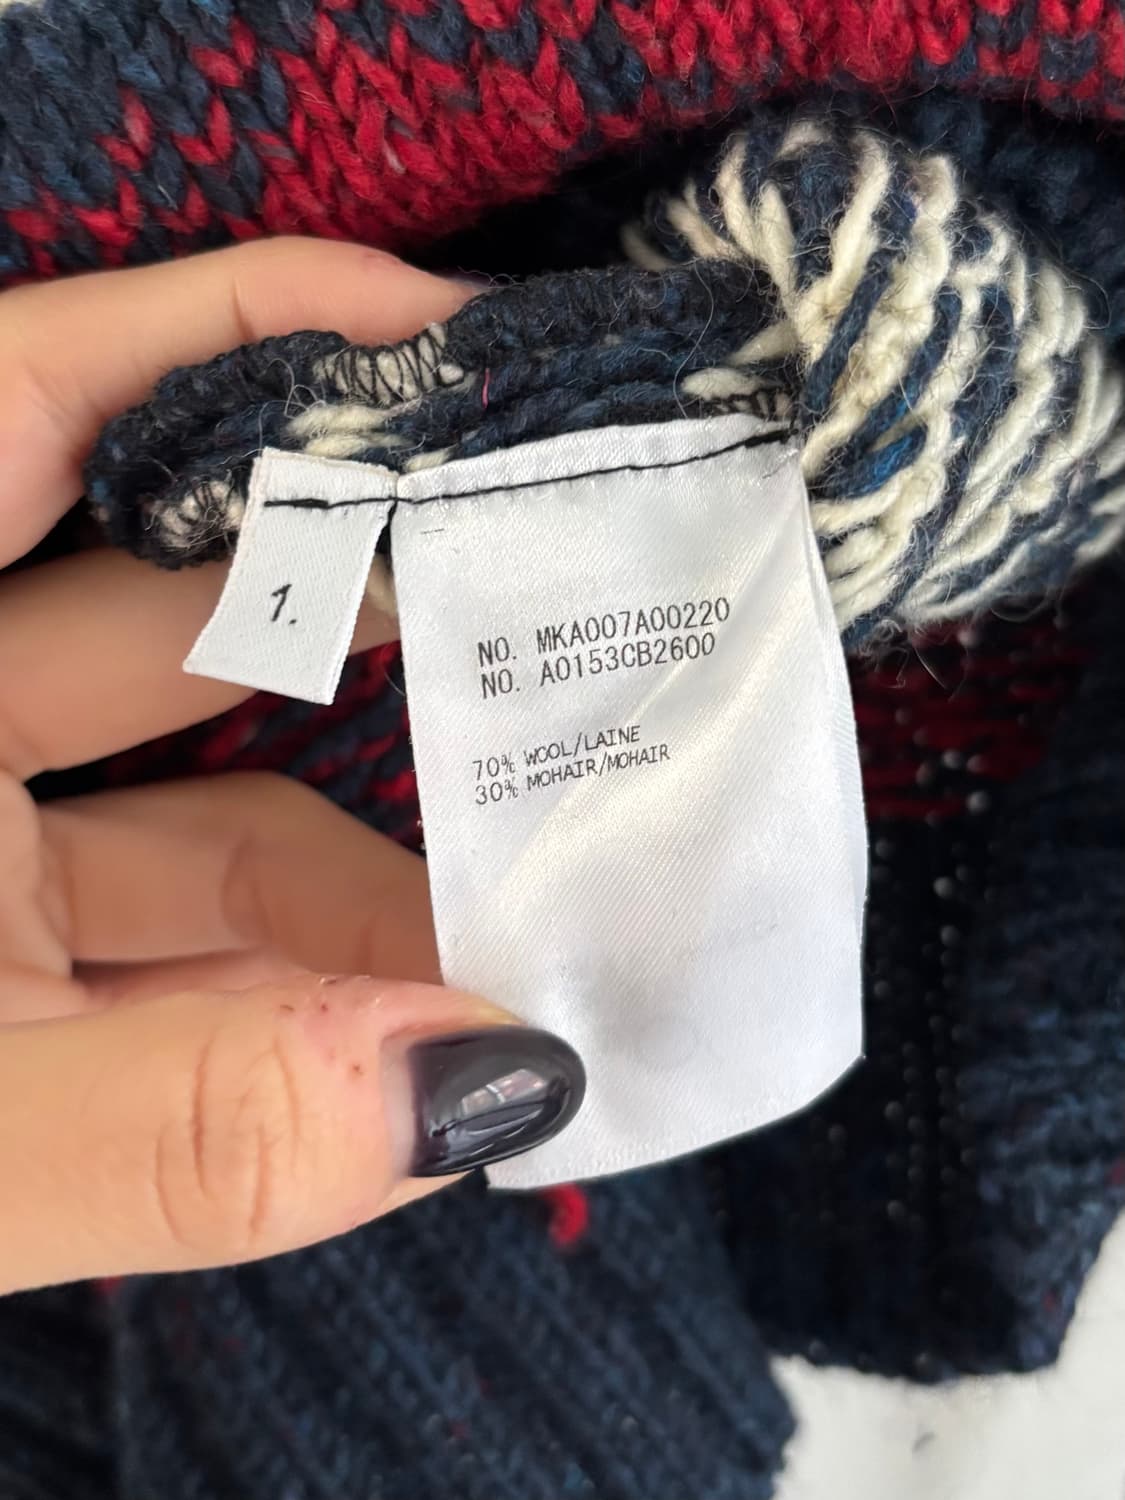 1.
NO. MKA007A00220
NO. A0153CB2600
70% WOOL/LAINE
30% MOHAIR/MOHAIR